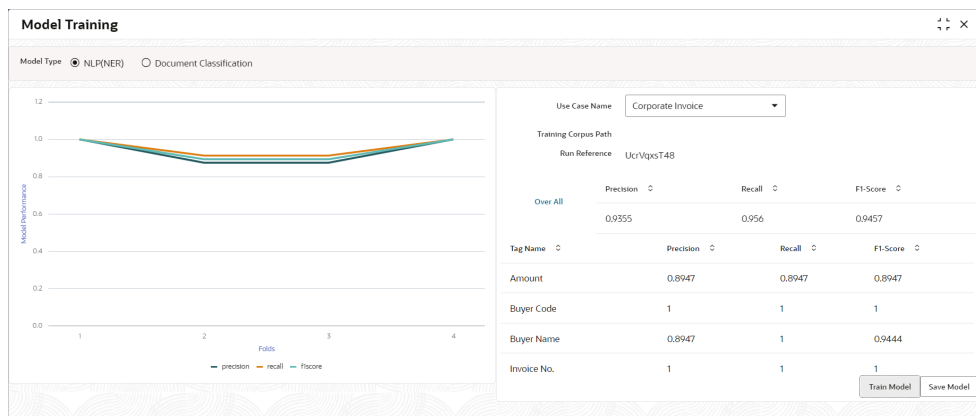 Model Training
Model Type NLP(NER) Document Classification
1.2
1.0
0.8
0.6
0.4
0.2
0.0
Model Performance
1 2 3 4
Folds
precision recall f1score
Use Case Name Corporate Invoice
Training Corpus Path
Run Reference UcrVqxsT48
Over All
Precision Recall F1-Score
0.9355 0.956 0.9457
Tag Name Precision Recall F1-Score
Amount 0.8947 0.8947 0.8947
Buyer Code 1 1 1
Buyer Name 0.8947 1 0.9444
Invoice No. 1 1 1
Train Model Save Model